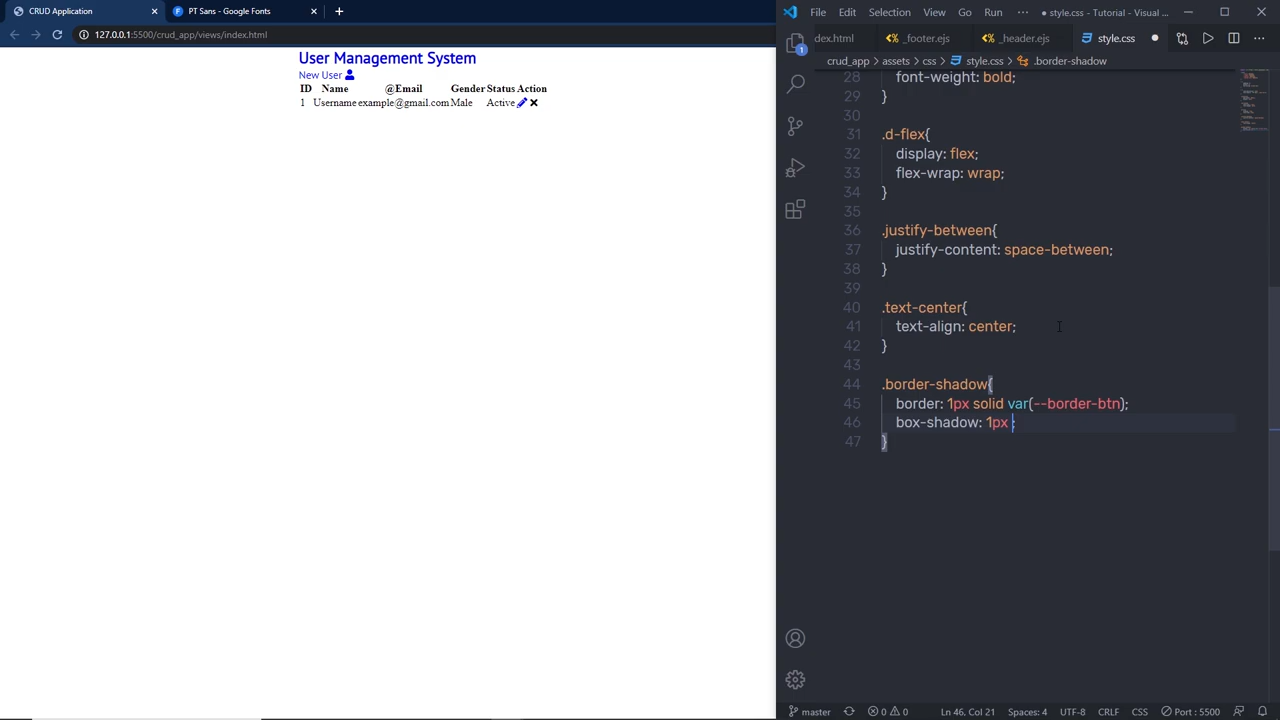 CRUD Application
PT Sans - Google Fonts
127.0.0.1:5500/crud_app/views/index.html
User Management System
New User
ID Name @Email Gender Status Action
1 Username example@gmail.com Male Active
File Edit Selection View Go Run ··· ● style.css - Tutorial - Visual ...
dex.html _footer.ejs _header.ejs style.css
crud_app > assets > css > style.css > .border-shadow
1
28 font-weight: bold;
29 }
30
31 .d-flex{
32 display: flex;
33 flex-wrap: wrap;
34 }
35
36 .justify-between{
37 justify-content: space-between;
38 }
39
40 .text-center{
41 text-align: center;
42 }
43
44 .border-shadow{
45 border: 1px solid var(--border-btn);
46 box-shadow: 1px ;
47 }
master 0 0 Ln 46, Col 21 Spaces: 4 UTF-8 CRLF CSS Port : 5500